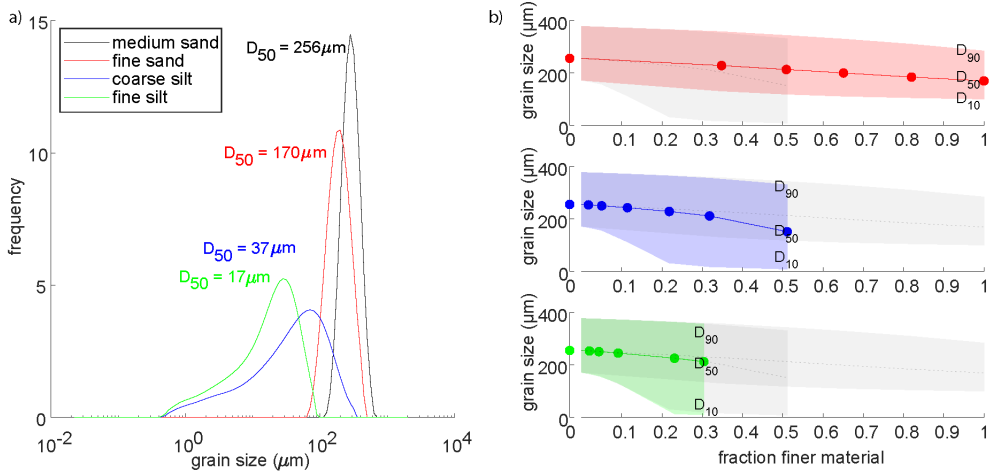 a)
15
10
5
0
frequency
medium sand
fine sand
coarse silt
fine silt
D50 = 256μm
D50 = 170μm
D50 = 37μm
D50 = 17μm
10-2 100 102 104
grain size (μm)
b)
grain size (μm)
400
200
0
D90
D50
D10
0 0.1 0.2 0.3 0.4 0.5 0.6 0.7 0.8 0.9 1
grain size (μm)
400
200
0
D90
D50
D10
0 0.1 0.2 0.3 0.4 0.5 0.6 0.7 0.8 0.9 1
grain size (μm)
400
200
0
D90
D50
D10
0 0.1 0.2 0.3 0.4 0.5 0.6 0.7 0.8 0.9 1
fraction finer material